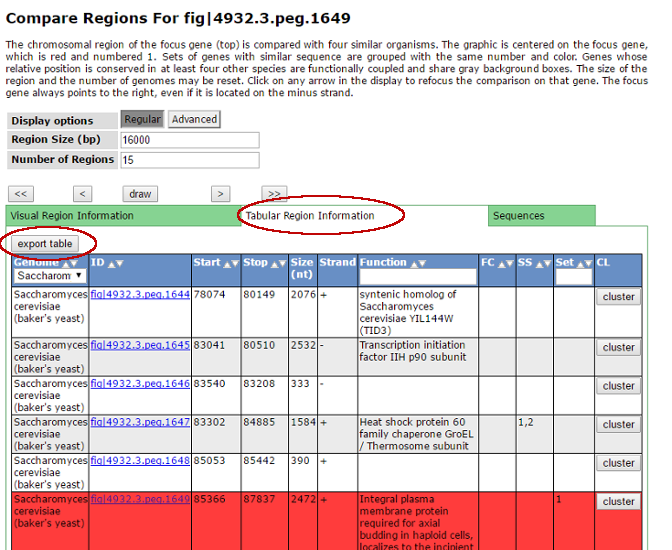 Compare Regions For fig|4932.3.peg.1649
The chromosomal region of the focus gene (top) is compared with four similar organisms. The graphic is centered on the focus gene,
which is red and numbered 1. Sets of genes with similar sequence are grouped with the same number and color. Genes whose
relative position is conserved in at least four other species are functionally coupled and share gray background boxes. The size of the
region and the number of genomes may be reset. Click on any arrow in the display to refocus the comparison on that gene. The focus
gene always points to the right, even if it is located on the minus strand.
Display options Regular Advanced
Region Size (bp) 16000
Number of Regions 15
<< < draw > >>
Visual Region Information Tabular Region Information Sequences
export table
Genome ▲▼ ID ▲▼ Start ▲▼ Stop ▲▼ Size ▲▼ Strand Function ▲▼ FC ▲▼ SS ▲▼ Set ▲▼ CL
Saccharom ▼ (nt)
Saccharomyces fig|4932.3.peg.1644 78074 80149 2076 + syntenic homolog of cluster
cerevisiae Saccharomyces
(baker's yeast) cerevisiae YIL144W
(TID3)
Saccharomyces fig|4932.3.peg.1645 83041 80510 2532 - Transcription initiation cluster
cerevisiae factor IIH p90 subunit
(baker's yeast)
Saccharomyces fig|4932.3.peg.1646 83540 83208 333 - cluster
cerevisiae
(baker's yeast)
Saccharomyces fig|4932.3.peg.1647 83302 84885 1584 + Heat shock protein 60 1,2 cluster
cerevisiae family chaperone GroEL
(baker's yeast) / Thermosome subunit
Saccharomyces fig|4932.3.peg.1648 85053 85442 390 + cluster
cerevisiae
(baker's yeast)
Saccharomyces fig|4932.3.peg.1649 85366 87837 2472 + Integral plasma 1 cluster
cerevisiae membrane protein
(baker's yeast) required for axial
budding in haploid cells,
localizes to the incipient